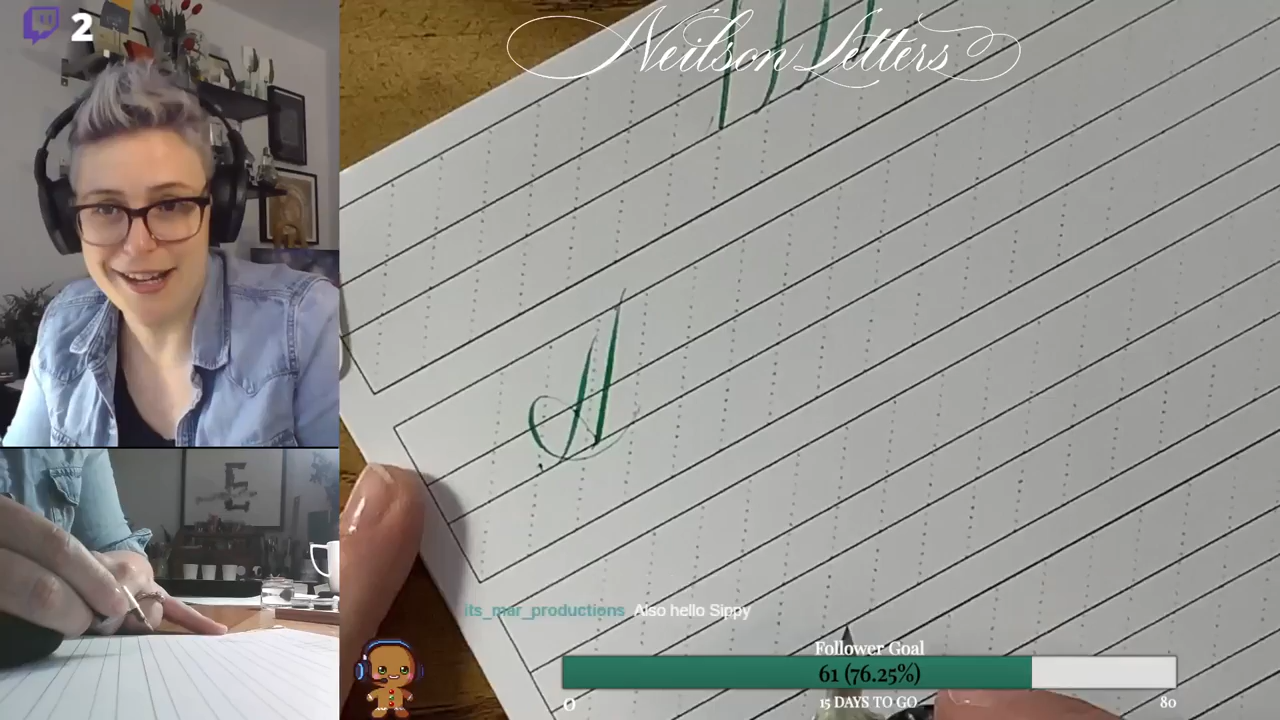 2
Neilson Letters
A
its_mar_productions Also hello Sippy
Follower Goal
61 (76.25%)
0 15 DAYS TO GO 80